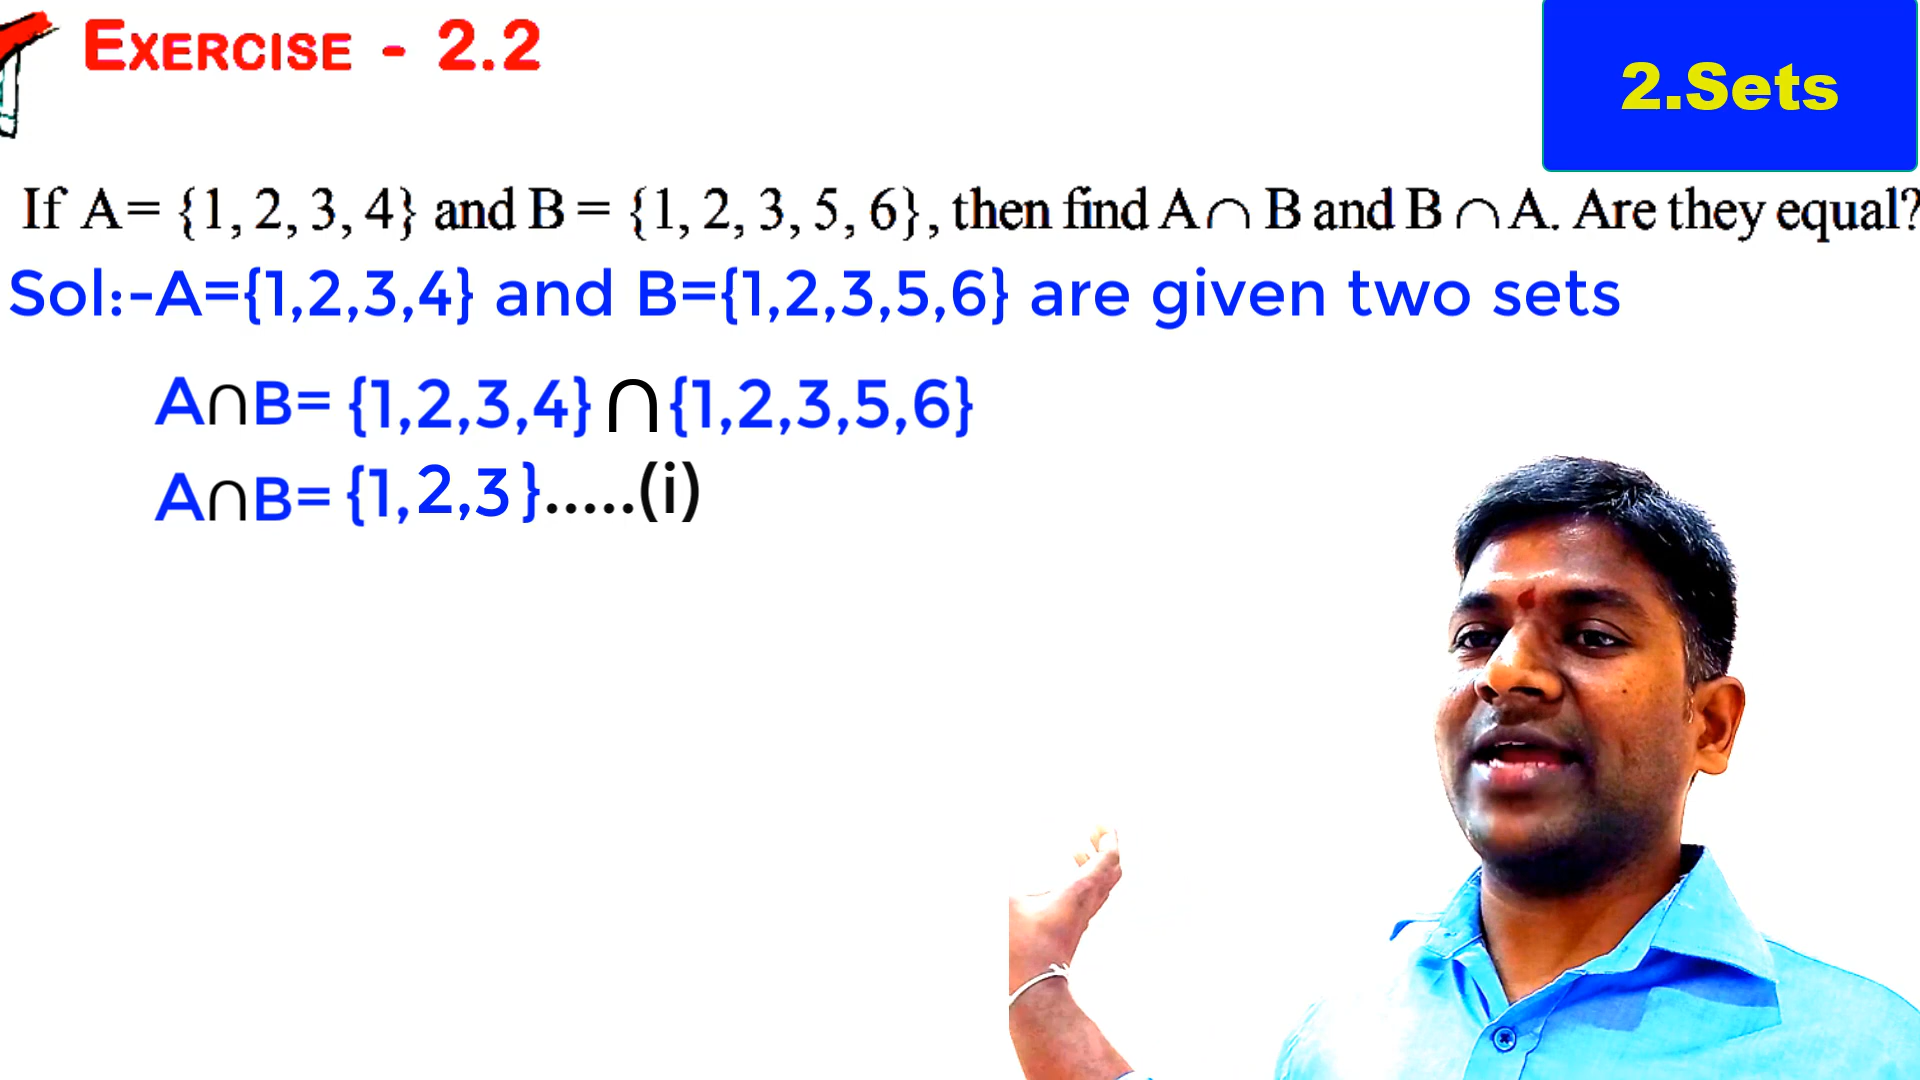 EXERCISE - 2.2
2.Sets
If A= {1, 2, 3, 4} and B = {1, 2, 3, 5, 6}, then find A∩ B and B ∩ A. Are they equal?
Sol:-A={1,2,3,4} and B={1,2,3,5,6} are given two sets
A∩B= {1,2,3,4} ∩ {1,2,3,5,6}
A∩B= {1,2,3}.....(i)